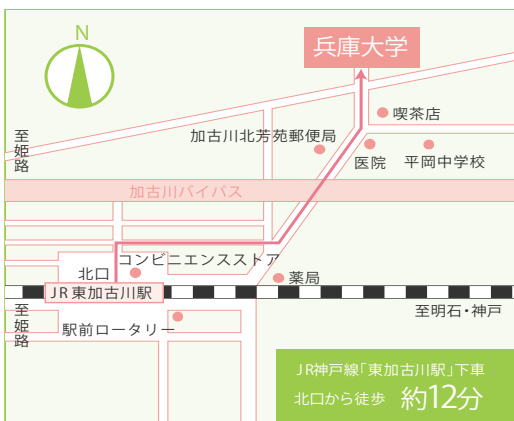 N
兵庫大学
喫茶店
加古川北芳苑郵便局
至姫路
医院
平岡中学校
加古川バイパス
コンビニエンスストア
北口
薬局
JR東加古川駅
至姫路
至明石・神戸
駅前ロータリー
JR神戸線「東加古川駅」下車
北口から徒歩 約12分